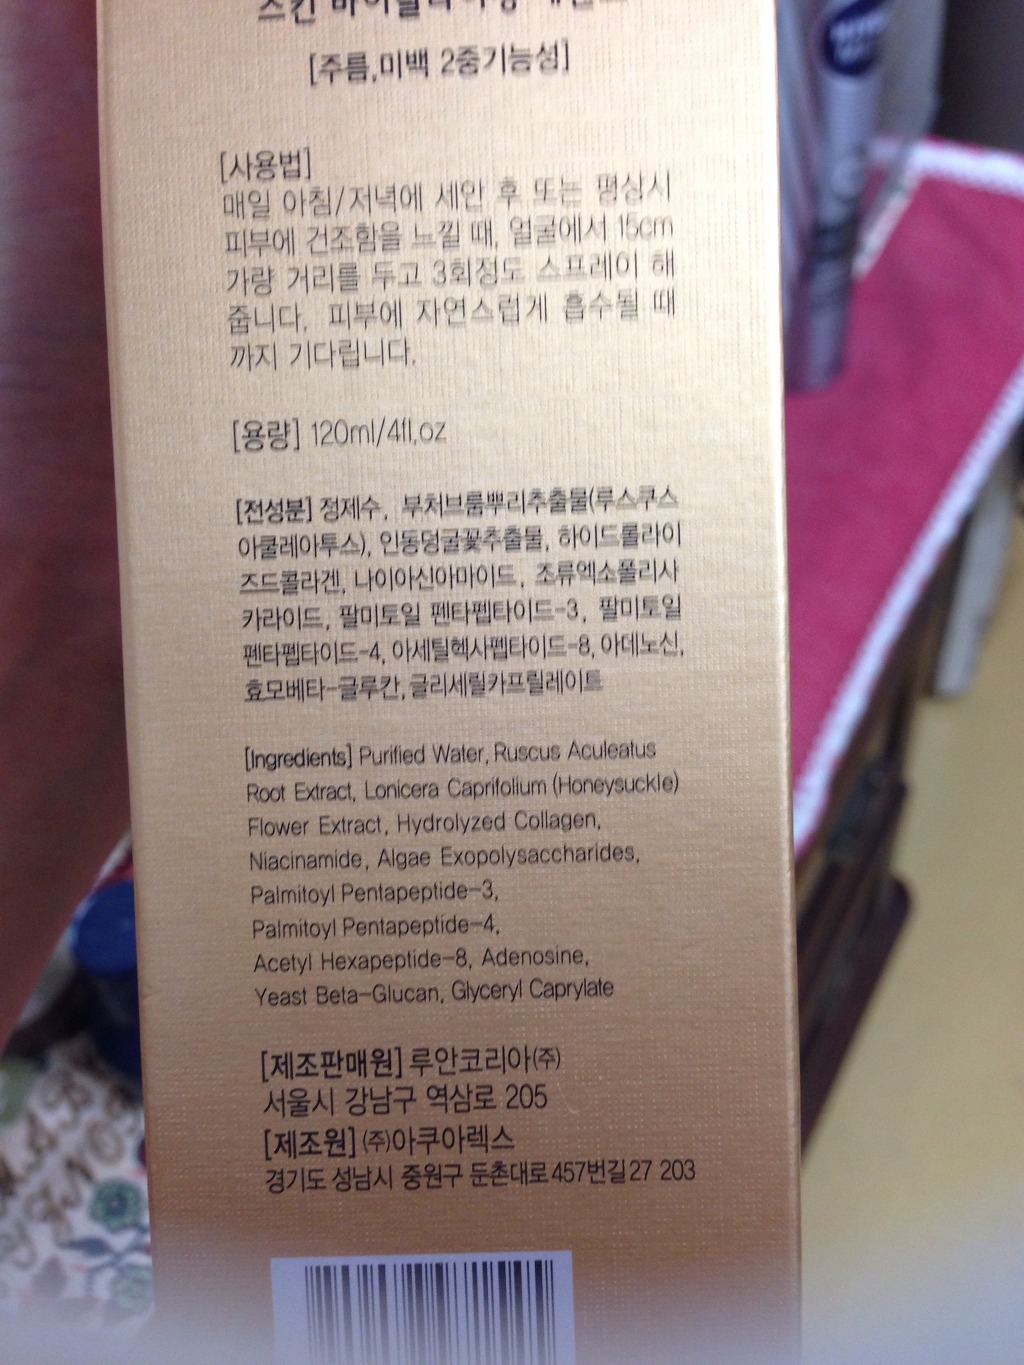 스킨
[주름,미백 2중기능성]
[사용법]
매일 아침/저녁에 세안 후 또는 평상시
피부에 건조함을 느낄 때, 얼굴에서 15cm
가량 거리를 두고 3회정도 스프레이 해
줍니다. 피부에 자연스럽게 흡수될 때
까지 기다립니다.
[용량] 120ml/4fl.oz
[전성분] 정제수, 부처브룸뿌리추출물(루스쿠스
아쿨레아투스), 인동덩굴꽃추출물, 하이드롤라이
즈드콜라겐, 나이아신아마이드, 조류엑소폴리사
카라이드, 팔미토일 펜타펩타이드-3, 팔미토일
펜타펩타이드-4, 아세틸헥사펩타이드-8, 아데노신,
효모베타-글루칸, 글리세릴카프릴레이트
[Ingredients] Purified Water, Ruscus Aculeatus
Root Extract, Lonicera Caprifolium (Honeysuckle)
Flower Extract, Hydrolyzed Collagen,
Niacinamide, Algae Exopolysaccharides,
Palmitoyl Pentapeptide-3,
Palmitoyl Pentapeptide-4,
Acetyl Hexapeptide-8, Adenosine,
Yeast Beta-Glucan, Glyceryl Caprylate
[제조판매원] 루안코리아(주)
서울시 강남구 역삼로 205
[제조원] (주)아쿠아렉스
경기도 성남시 중원구 둔촌대로457번길27 203